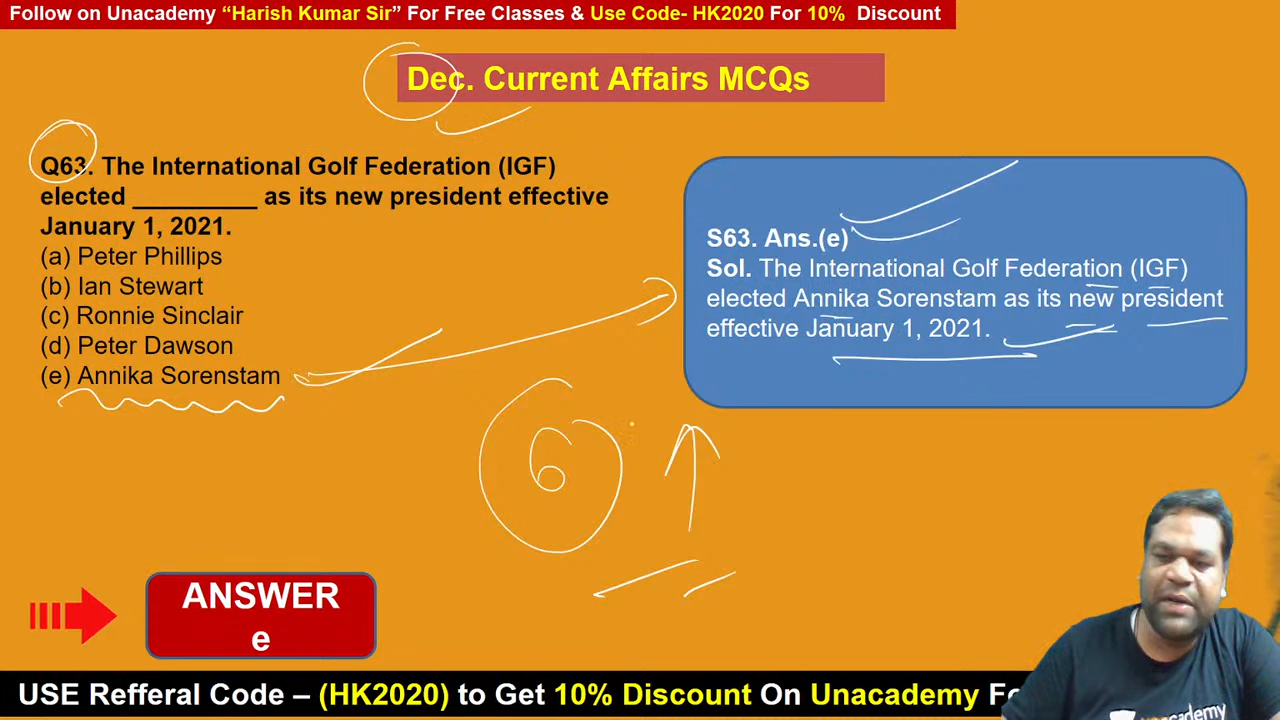 Follow on Unacademy “Harish Kumar Sir” For Free Classes & Use Code- HK2020 For 10% Discount
Dec. Current Affairs MCQs
Q63. The International Golf Federation (IGF)
elected _________ as its new president effective
January 1, 2021.
(a) Peter Phillips
(b) Ian Stewart
(c) Ronnie Sinclair
(d) Peter Dawson
(e) Annika Sorenstam
S63. Ans.(e)
Sol. The International Golf Federation (IGF)
elected Annika Sorenstam as its new president
effective January 1, 2021.
6
ANSWER
e
USE Refferal Code – (HK2020) to Get 10% Discount On Unacademy Fo
unacademy